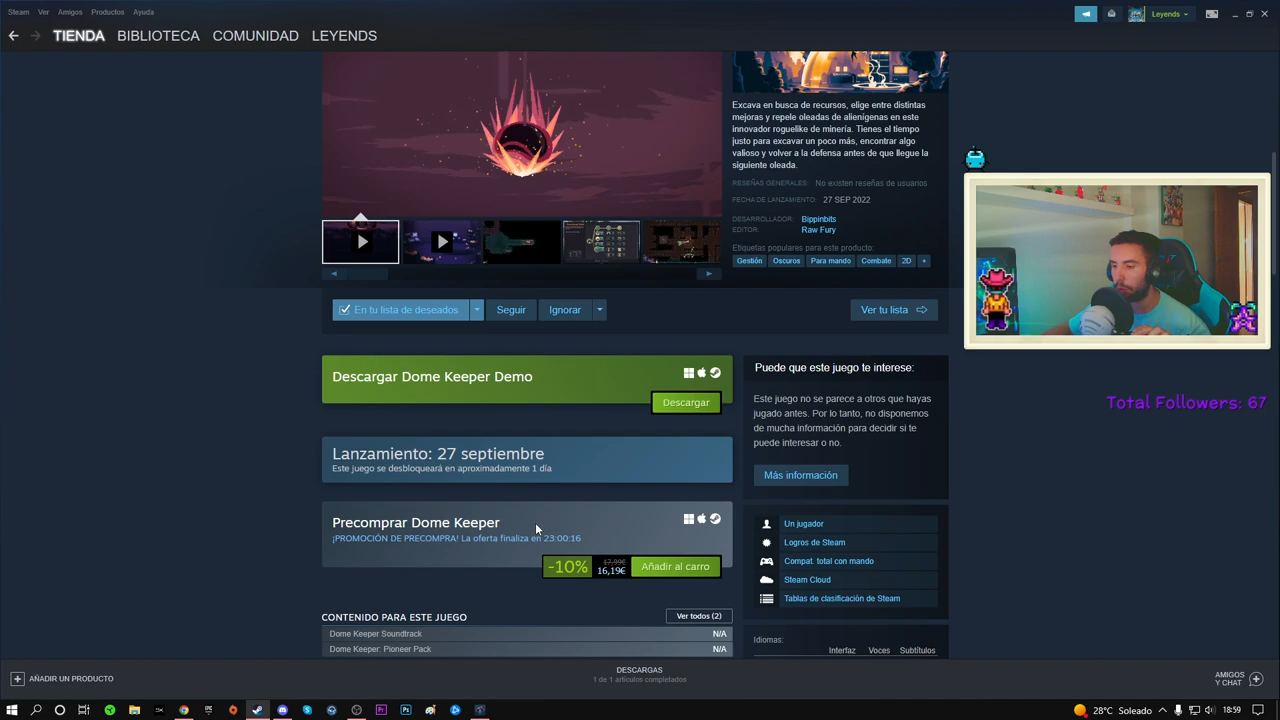 Steam Ver Amigos Productos Ayuda
Leyends
TIENDA BIBLIOTECA COMUNIDAD LEYENDS
Excava en busca de recursos, elige entre distintas
mejoras y repele oleadas de alienígenas en este
innovador roguelike de minería. Tienes el tiempo
justo para excavar un poco más, encontrar algo
valioso y volver a la defensa antes de que llegue la
siguiente oleada.
RESEÑAS GENERALES: No existen reseñas de usuarios
FECHA DE LANZAMIENTO: 27 SEP 2022
DESARROLLADOR: Bippinbits
EDITOR: Raw Fury
Etiquetas populares para este producto:
Gestión Oscuros Para mando Combate 2D +
En tu lista de deseados Seguir Ignorar Ver tu lista
Descargar Dome Keeper Demo
Descargar
Lanzamiento: 27 septiembre
Este juego se desbloqueará en aproximadamente 1 día
Precomprar Dome Keeper
¡PROMOCIÓN DE PRECOMPRA! La oferta finaliza en 23:00:16
-10% 17,99€ 16,19€ Añadir al carro
CONTENIDO PARA ESTE JUEGO Ver todos (2)
Dome Keeper Soundtrack N/A
Dome Keeper: Pioneer Pack N/A
Puede que este juego te interese:
Este juego no se parece a otros que hayas
jugado antes. Por lo tanto, no disponemos
de mucha información para decidir si te
puede interesar o no.
Más información
Un jugador
Logros de Steam
Compat. total con mando
Steam Cloud
Tablas de clasificación de Steam
Idiomas:
Interfaz Voces Subtítulos
Total Followers: 67
AÑADIR UN PRODUCTO
DESCARGAS
1 de 1 artículos completados
AMIGOS
Y CHAT
28°C Soleado 18:59